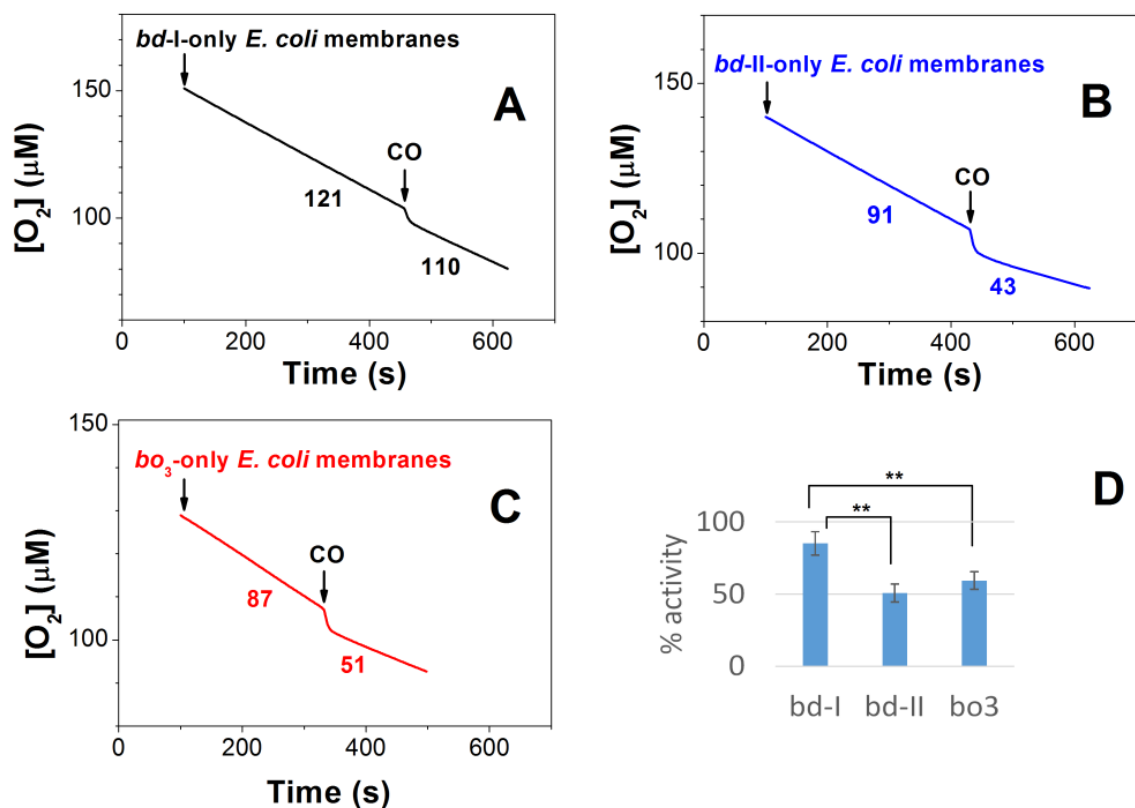 bd-I-only E. coli membranes
A
150
CO
121
100
110
[O₂] (μM)
0
200
400
600
Time (s)
bd-II-only E. coli membranes
B
150
CO
91
100
43
[O₂] (μM)
0
200
400
600
Time (s)
150
bo₃-only E. coli membranes
C
CO
87
100
51
[O₂] (μM)
0
200
400
600
Time (s)
D
**
**
100
50
0
% activity
bd-I
bd-II
bo3